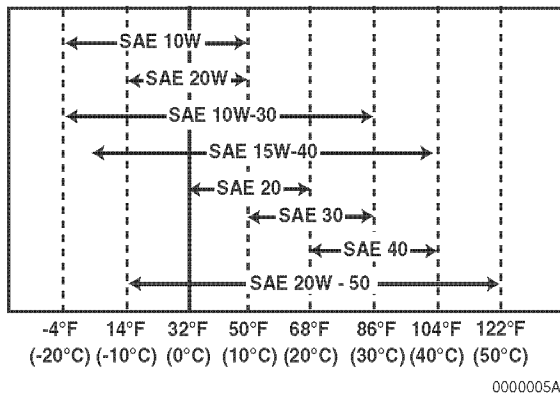 SAE 10W
SAE 20W
SAE 10W-30
SAE 15W-40
SAE 20
SAE 30
SAE 40
SAE 20W - 50
-4°F 14°F 32°F 50°F 68°F 86°F 104°F 122°F
(-20°C) (-10°C) (0°C) (10°C) (20°C) (30°C) (40°C) (50°C)
0000005A